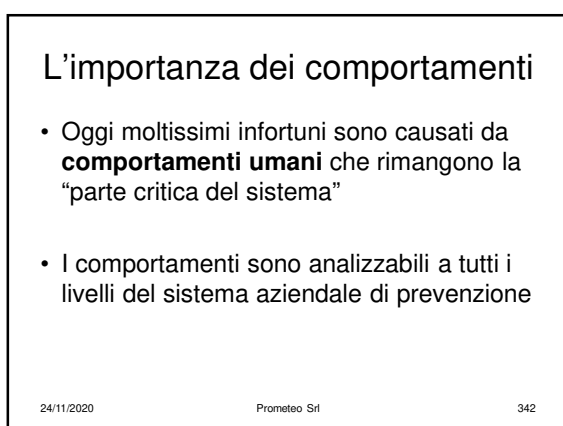 L’importanza dei comportamenti
• Oggi moltissimi infortuni sono causati da
comportamenti umani che rimangono la
“parte critica del sistema”
• I comportamenti sono analizzabili a tutti i
livelli del sistema aziendale di prevenzione
24/11/2020 Prometeo Srl 342